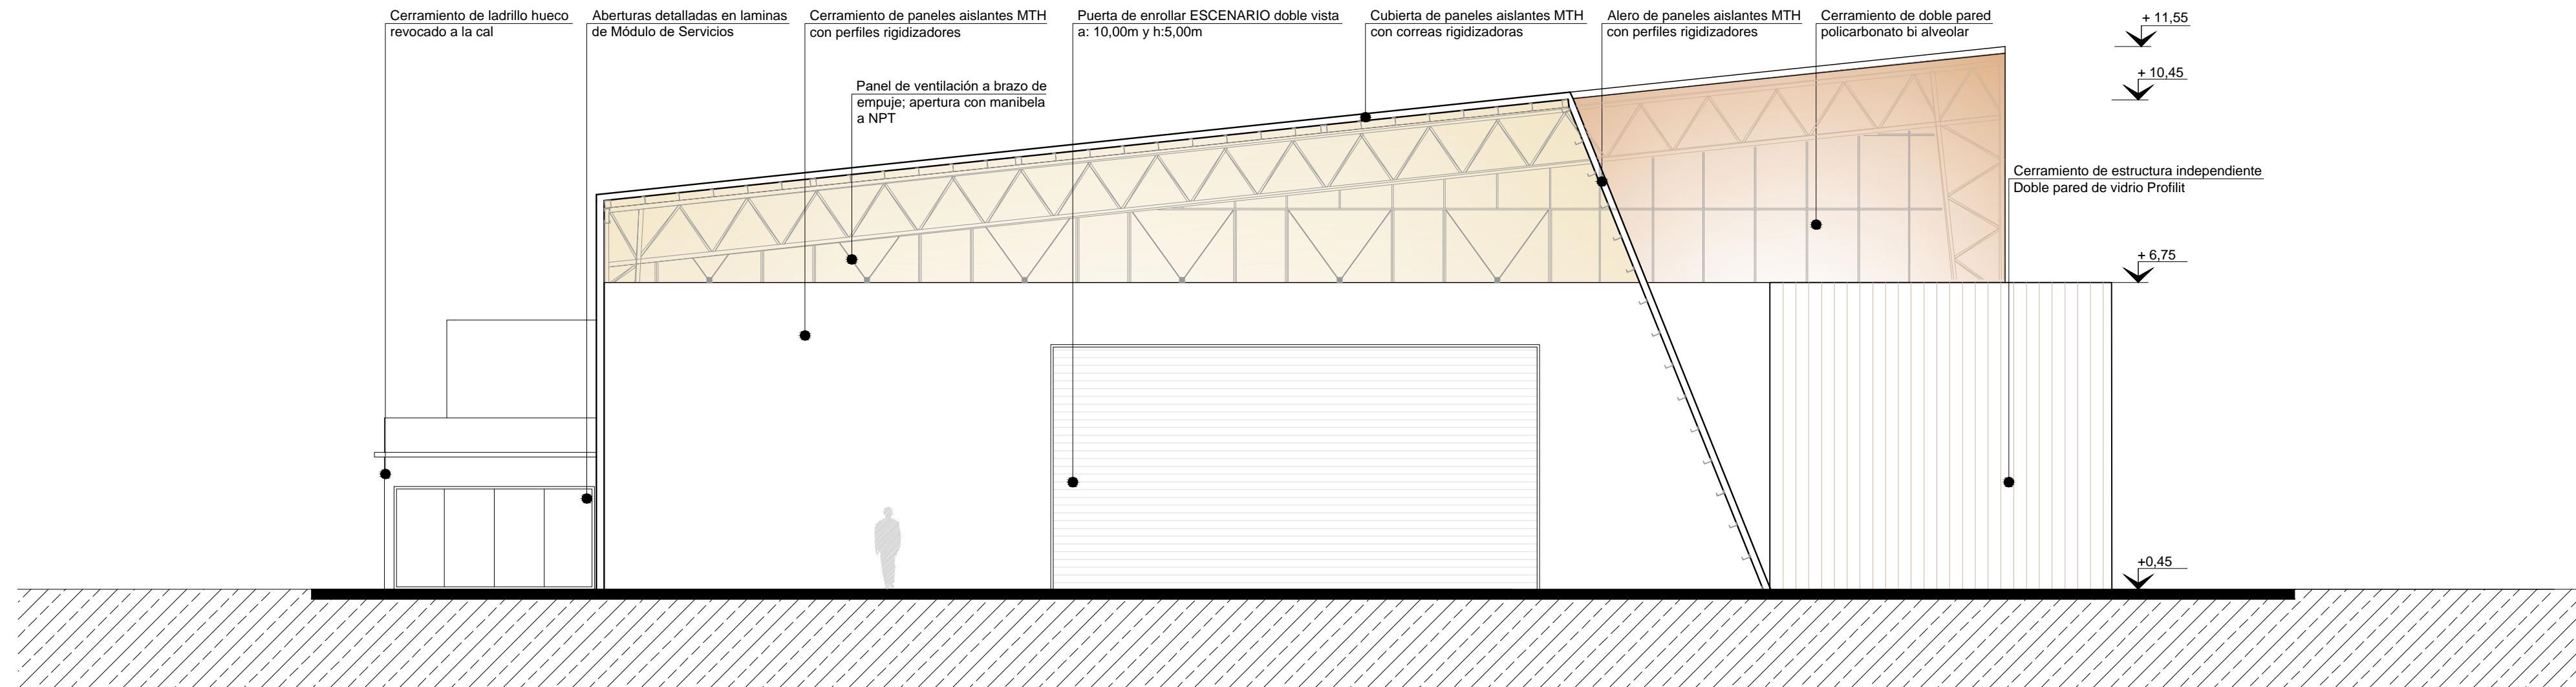 Cerramiento de ladrillo hueco
revocado a la cal
Aberturas detalladas en laminas
de Módulo de Servicios
Cerramiento de paneles aislantes MTH
con perfiles rigidizadores
Panel de ventilación a brazo de
empuje; apertura con manibela
a NPT
Puerta de enrollar ESCENARIO doble vista
a: 10,00m y h:5,00m
Cubierta de paneles aislantes MTH
con correas rigidizadoras
Alero de paneles aislantes MTH
con perfiles rigidizadores
Cerramiento de doble pared
policarbonato bi alveolar
+ 11,55
+ 10,45
Cerramiento de estructura independiente
Doble pared de vidrio Profilit
+ 6,75
+0,45